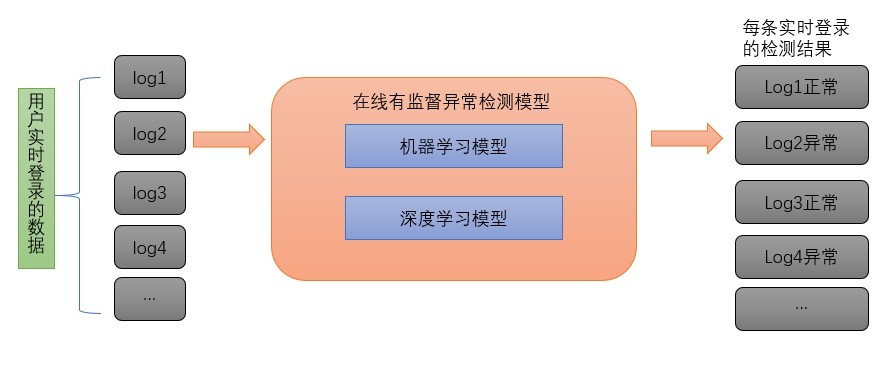 用户实时登录的数据
log1
log2
log3
log4
...
在线有监督异常检测模型
机器学习模型
深度学习模型
每条实时登录
的检测结果
Log1正常
Log2异常
Log3正常
Log4异常
...